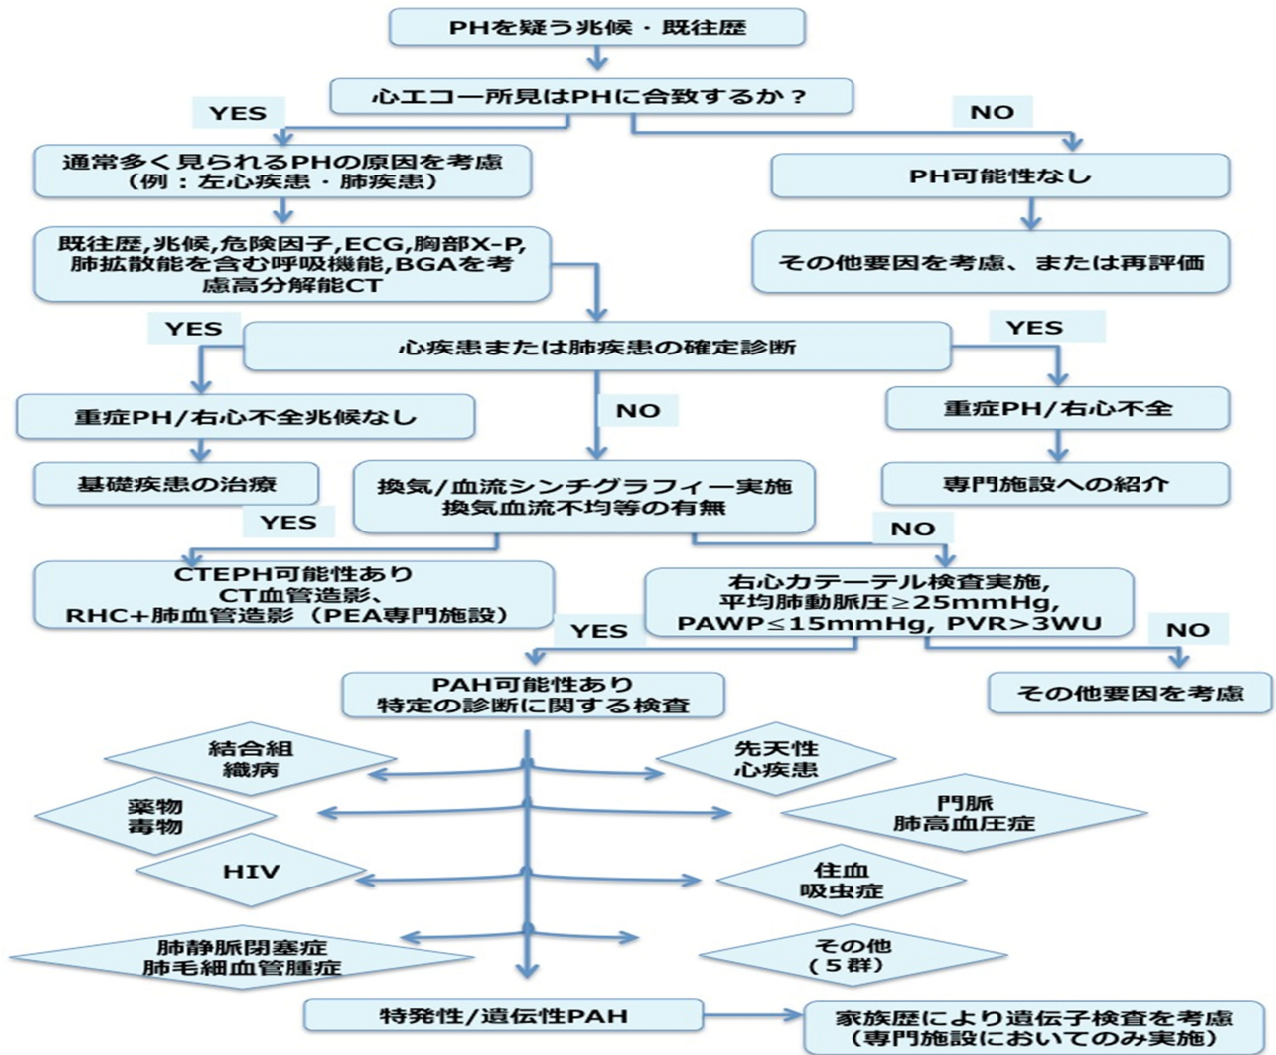 PHを疑う兆候・既往歴
心エコー所見はPHに合致するか？
YES
NO
通常多く見られるPHの原因を考慮
（例：左心疾患・肺疾患）
PH可能性なし
既往歴,兆候,危険因子,ECG,胸部X-P,
肺拡散能を含む呼吸機能,BGAを考
慮高分解能CT
その他要因を考慮、または再評価
YES
YES
心疾患または肺疾患の確定診断
重症PH/右心不全兆候なし
NO
重症PH/右心不全
基礎疾患の治療
換気/血流シンチグラフィー実施
換気血流不均等の有無
専門施設への紹介
YES
NO
CTEPH可能性あり
CT血管造影、
RHC+肺血管造影（PEA専門施設）
右心カテーテル検査実施,
平均肺動脈圧≥25mmHg,
PAWP≤15mmHg, PVR>3WU
YES
NO
PAH可能性あり
特定の診断に関する検査
その他要因を考慮
結合組
織病
先天性
心疾患
薬物
毒物
門脈
肺高血圧症
HIV
住血
吸虫症
肺静脈閉塞症
肺毛細血管腫症
その他
(５群)
特発性/遺伝性PAH
家族歴により遺伝子検査を考慮
（専門施設においてのみ実施）